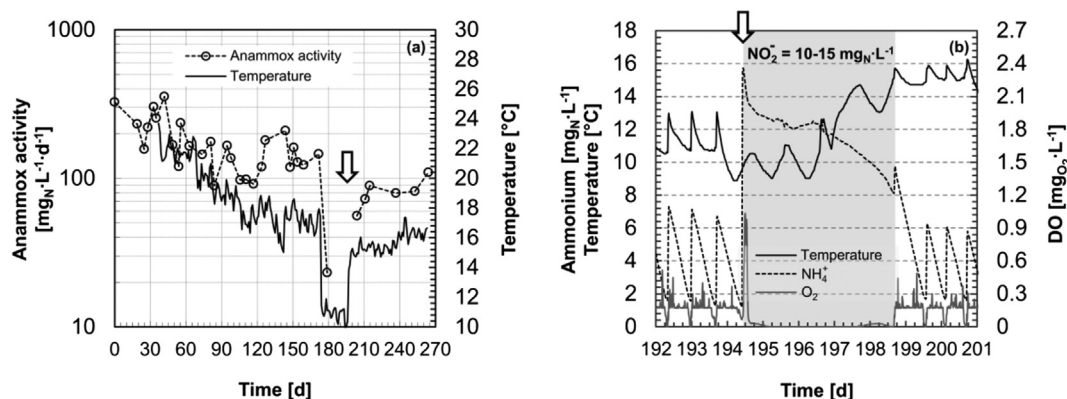 1000
100
10
Anammox activity
[mgN·L-1·d-1]
(a)
Anammox activity
Temperature
30
28
26
24
22
20
18
16
14
12
10
Temperature [°C]
0 30 60 90 120 150 180 210 240 270
Time [d]
18
16
14
12
10
8
6
4
2
0
Ammonium [mgN·L-1]
Temperature [°C]
(b)
NO2- = 10-15 mgN·L-1
Temperature
NH4+
O2
2.7
2.4
2.1
1.8
1.5
1.2
0.9
0.6
0.3
0
DO [mgO2·L-1]
192 193 194 195 196 197 198 199 200 201
Time [d]